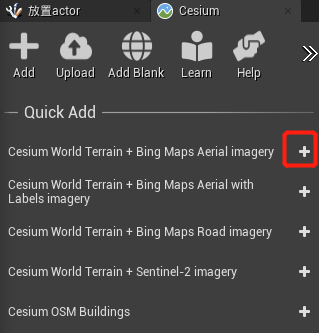 放置actor
Cesium
Add
Upload
Add Blank
Learn
Help
Quick Add
Cesium World Terrain + Bing Maps Aerial imagery
Cesium World Terrain + Bing Maps Aerial with
Labels imagery
Cesium World Terrain + Bing Maps Road imagery
Cesium World Terrain + Sentinel-2 imagery
Cesium OSM Buildings